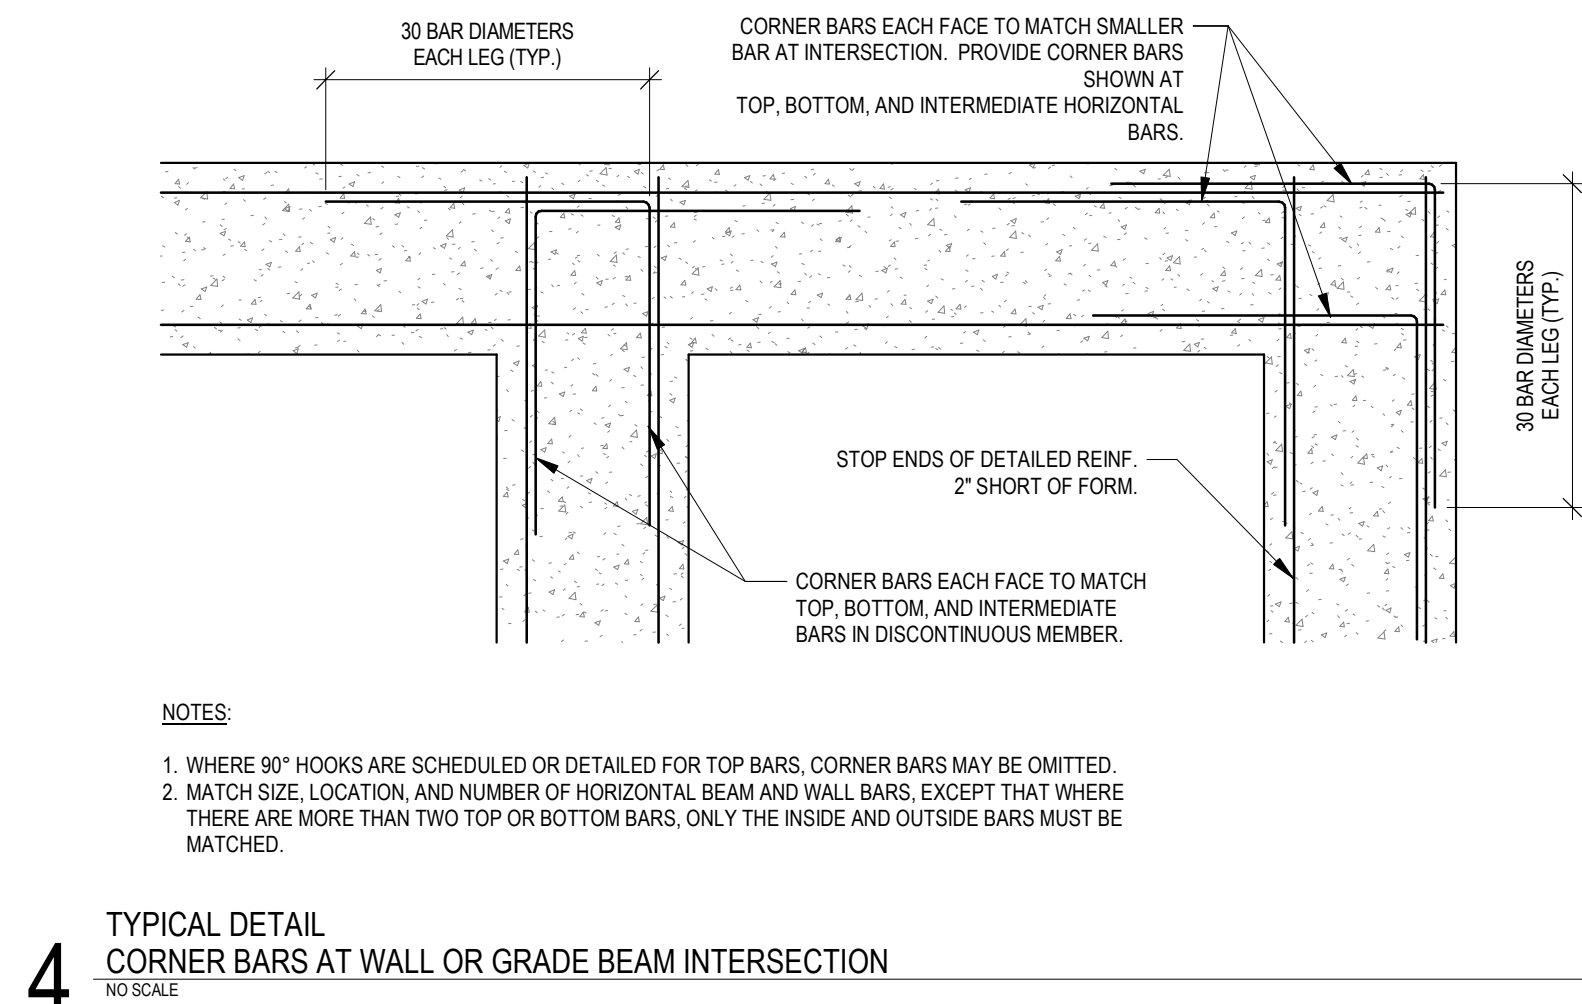 30 BAR DIAMETERS
EACH LEG (TYP.)
CORNER BARS EACH FACE TO MATCH SMALLER
BAR AT INTERSECTION. PROVIDE CORNER BARS
SHOWN AT
TOP, BOTTOM, AND INTERMEDIATE HORIZONTAL
BARS.
30 BAR DIAMETERS
EACH LEG (TYP.)
STOP ENDS OF DETAILED REINF.
2" SHORT OF FORM.
CORNER BARS EACH FACE TO MATCH
TOP, BOTTOM, AND INTERMEDIATE
BARS IN DISCONTINUOUS MEMBER.
NOTES:
1. WHERE 90° HOOKS ARE SCHEDULED OR DETAILED FOR TOP BARS, CORNER BARS MAY BE OMITTED.
2. MATCH SIZE, LOCATION, AND NUMBER OF HORIZONTAL BEAM AND WALL BARS, EXCEPT THAT WHERE
THERE ARE MORE THAN TWO TOP OR BOTTOM BARS, ONLY THE INSIDE AND OUTSIDE BARS MUST BE
MATCHED.
4
TYPICAL DETAIL
CORNER BARS AT WALL OR GRADE BEAM INTERSECTION
NO SCALE